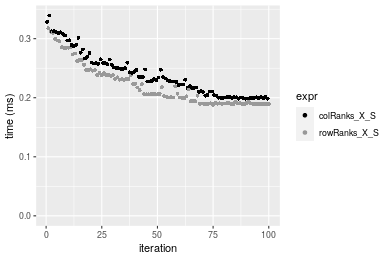 0.3
0.2
0.1
0.0
time (ms)
0
25
50
75
100
iteration
expr
colRanks_X_S
rowRanks_X_S